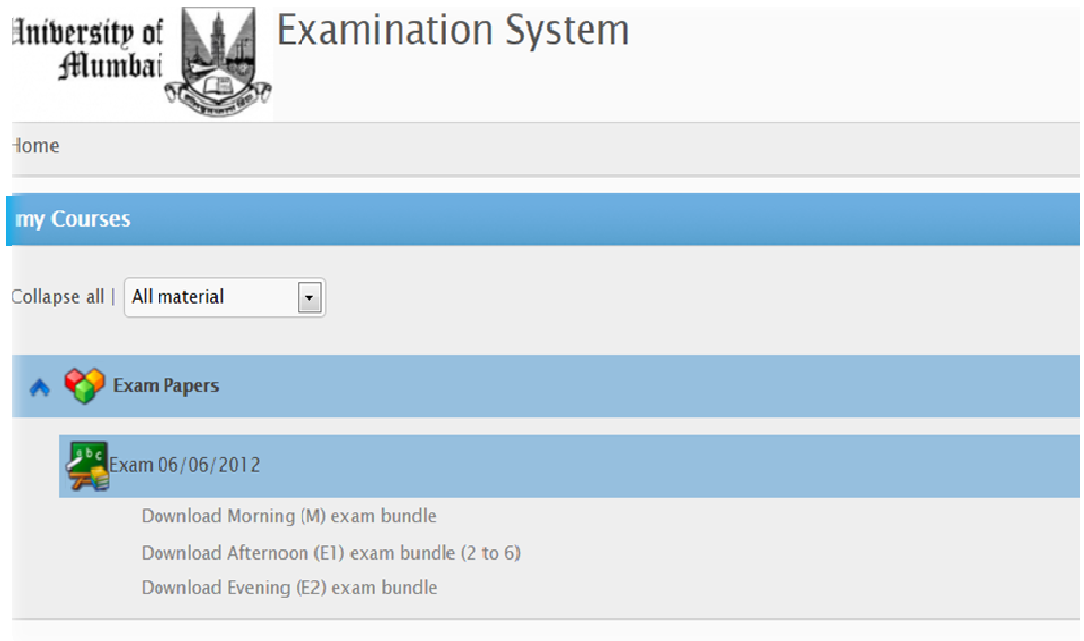 University of
Mumbai
Examination System
Home
my Courses
Collapse all | All material
Exam Papers
abc
Exam 06/06/2012
Download Morning (M) exam bundle
Download Afternoon (E1) exam bundle (2 to 6)
Download Evening (E2) exam bundle